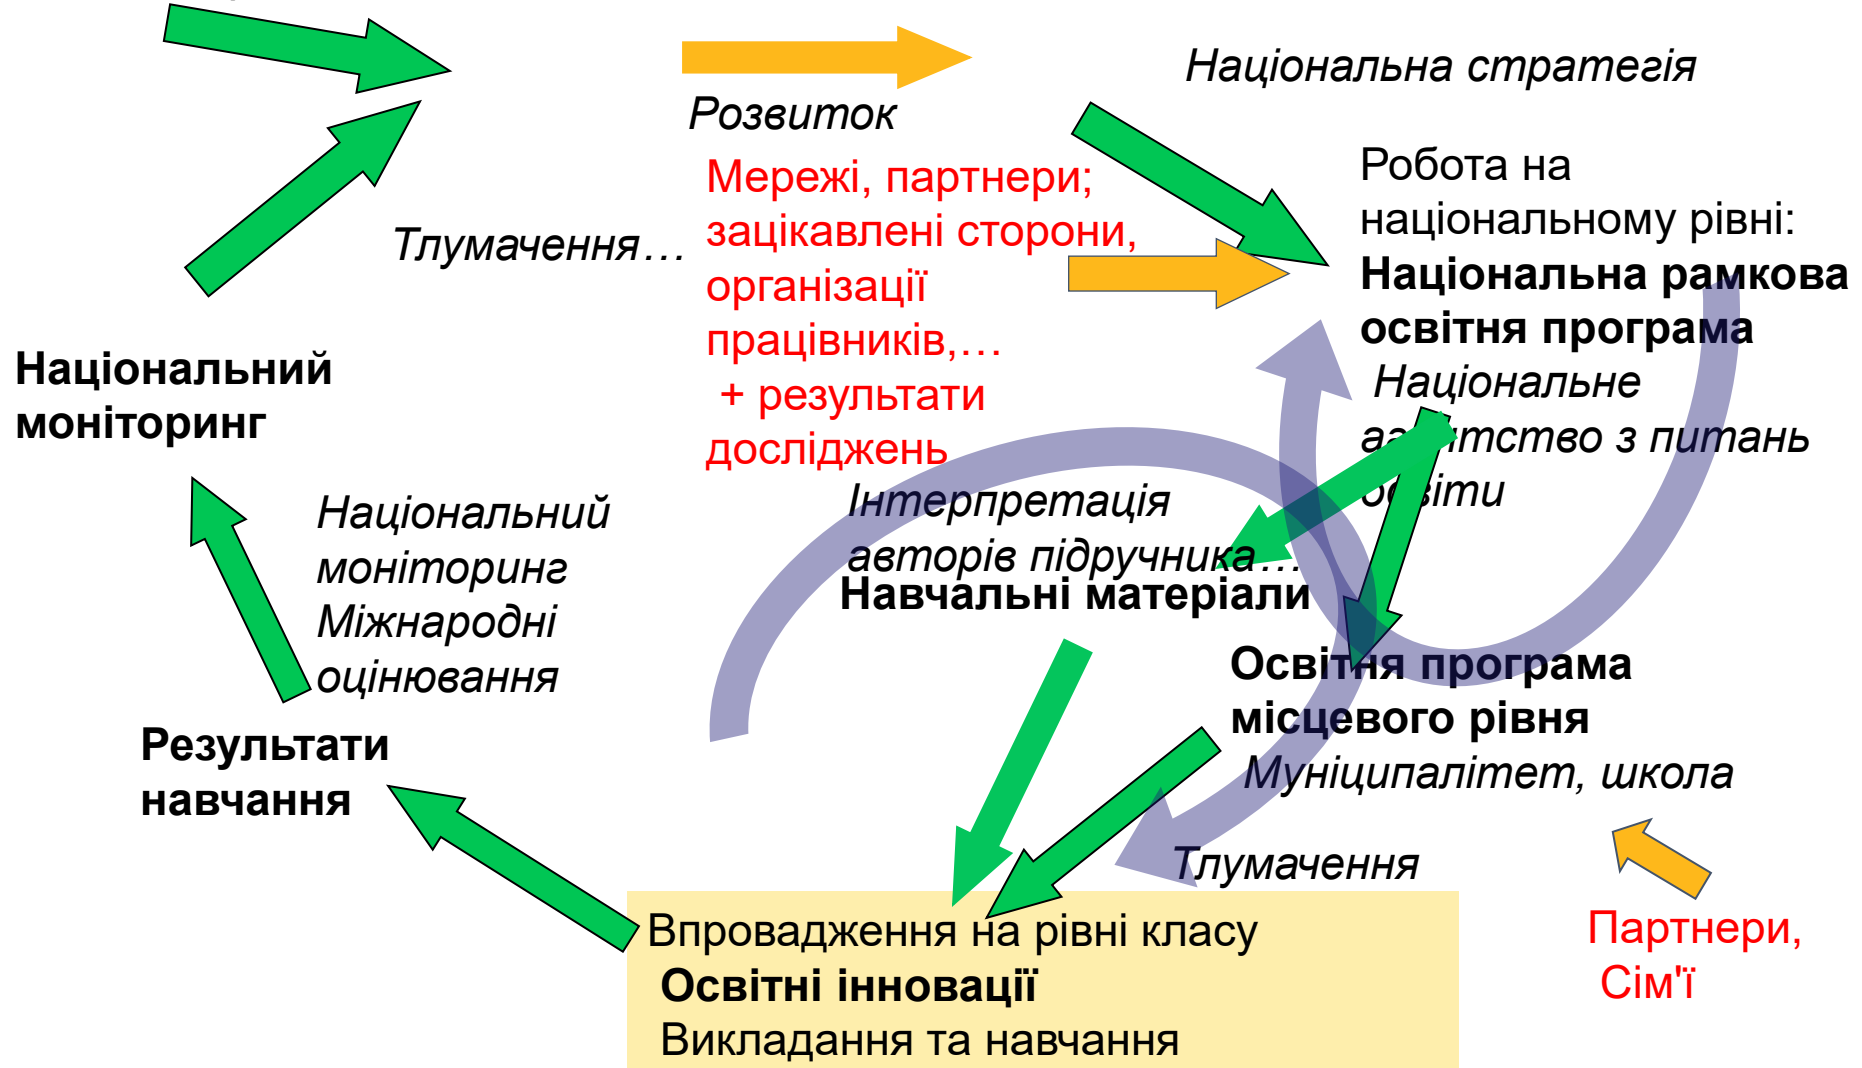 Національна стратегія
Розвиток
Мережі, партнери;
зацікавлені сторони,
організації
працівників,…
+ результати
досліджень
Тлумачення…
Робота на
національному рівні:
Національна рамкова
освітня програма
Національне
агентство з питань
освіти
Національний
моніторинг
Національний
моніторинг
Міжнародні
оцінювання
Інтерпретація
авторів підручника…
Навчальні матеріали
Освітня програма
місцевого рівня
Муніципалітет, школа
Результати
навчання
Тлумачення
Впровадження на рівні класу
Освітні інновації
Викладання та навчання
Партнери,
Сім'ї